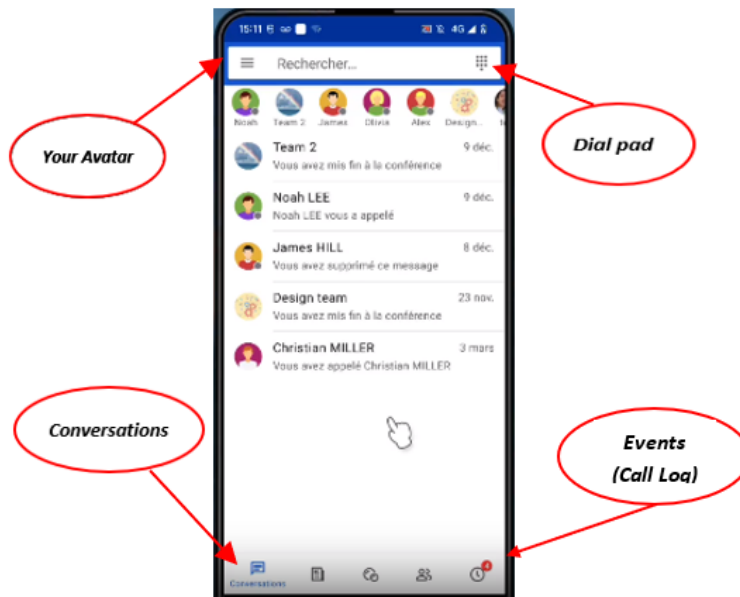 15:11
4G
Rechercher...
Noah
Team 2
James
Olivia
Alex
Design...
Team 2
9 déc.
Vous avez mis fin à la conférence
Noah LEE
9 déc.
Noah LEE vous a appelé
James HILL
8 déc.
Vous avez supprimé ce message
Design team
23 nov.
Vous avez mis fin à la conférence
Christian MILLER
3 mars
Vous avez appelé Christian MILLER
Your Avatar
Dial pad
Conversations
Events
(Call Log)
4
Conversations